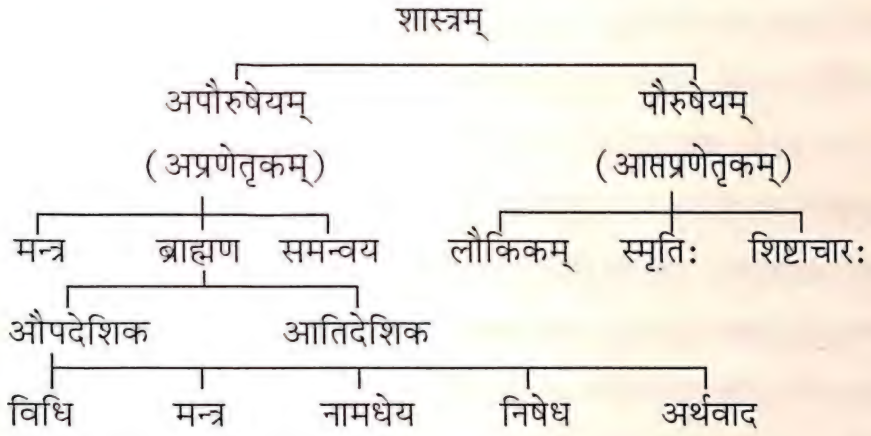 शास्त्रम्
अपौरुषेयम् पौरुषेयम्
(अप्रणेतृकम्) (आप्तप्रणेतृकम्)
मन्त्र ब्राह्मण समन्वय लौकिकम् स्मृतिः शिष्टाचारः
औपदेशिक आतिदेशिक
विधि मन्त्र नामधेय निषेध अर्थवाद